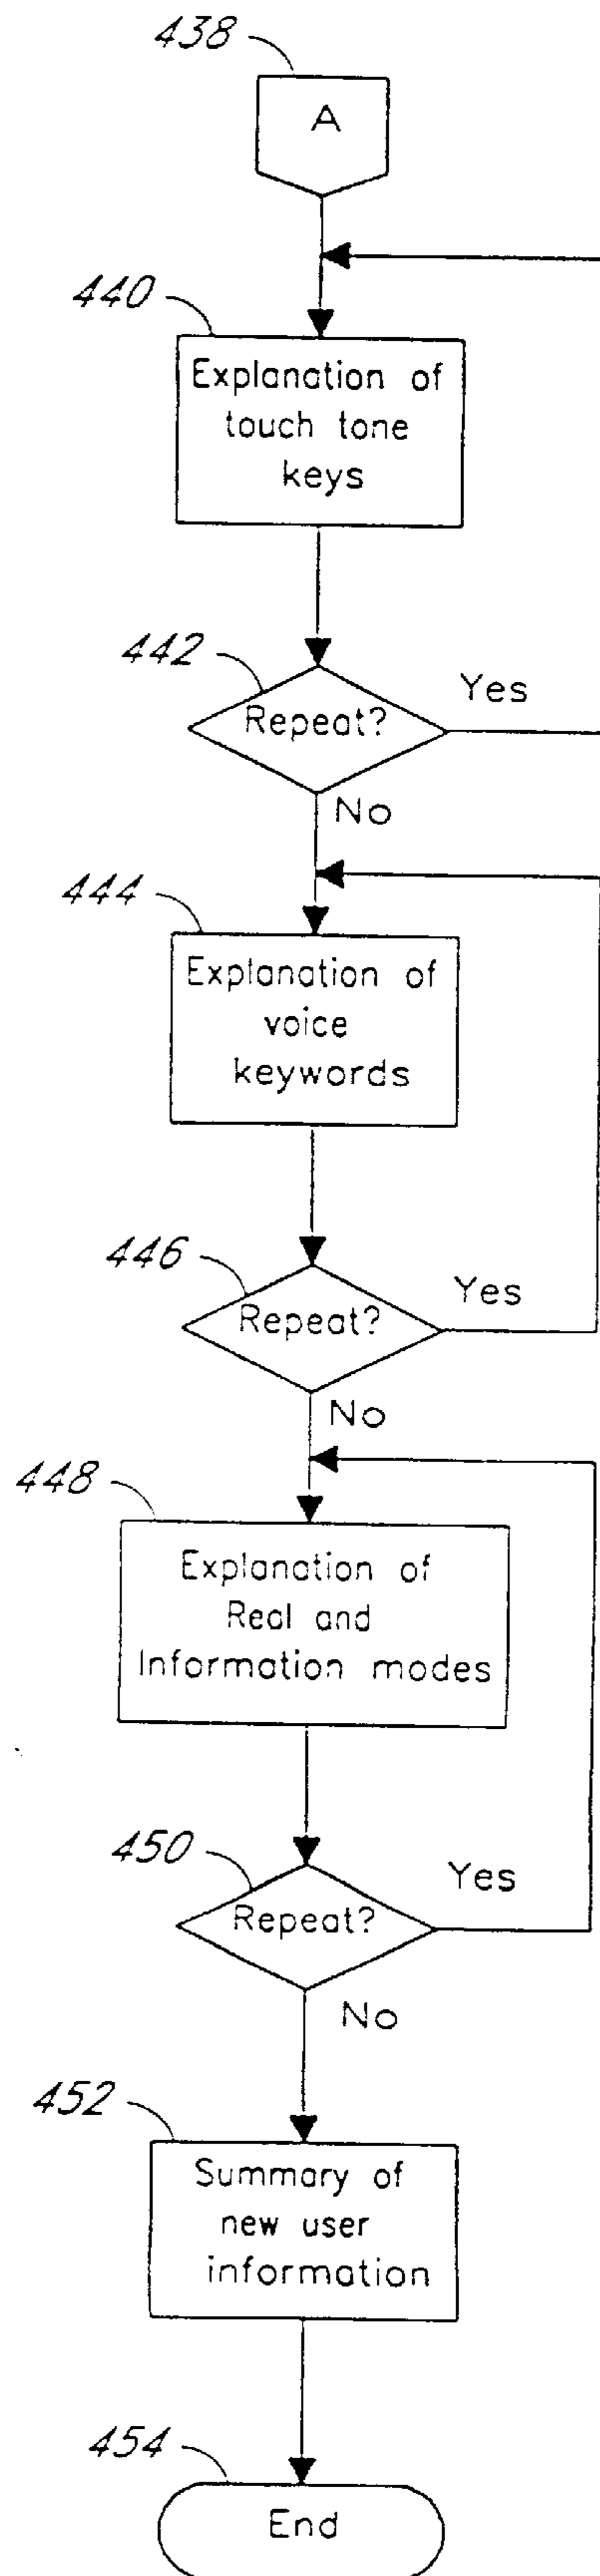 438
A
440
Explanation of
touch tone
keys
442
Repeat?
Yes
No
444
Explanation of
voice
keywords
446
Repeat?
Yes
No
448
Explanation of
Real and
Information modes
450
Repeat?
Yes
No
452
Summary of
new user
information
454
End